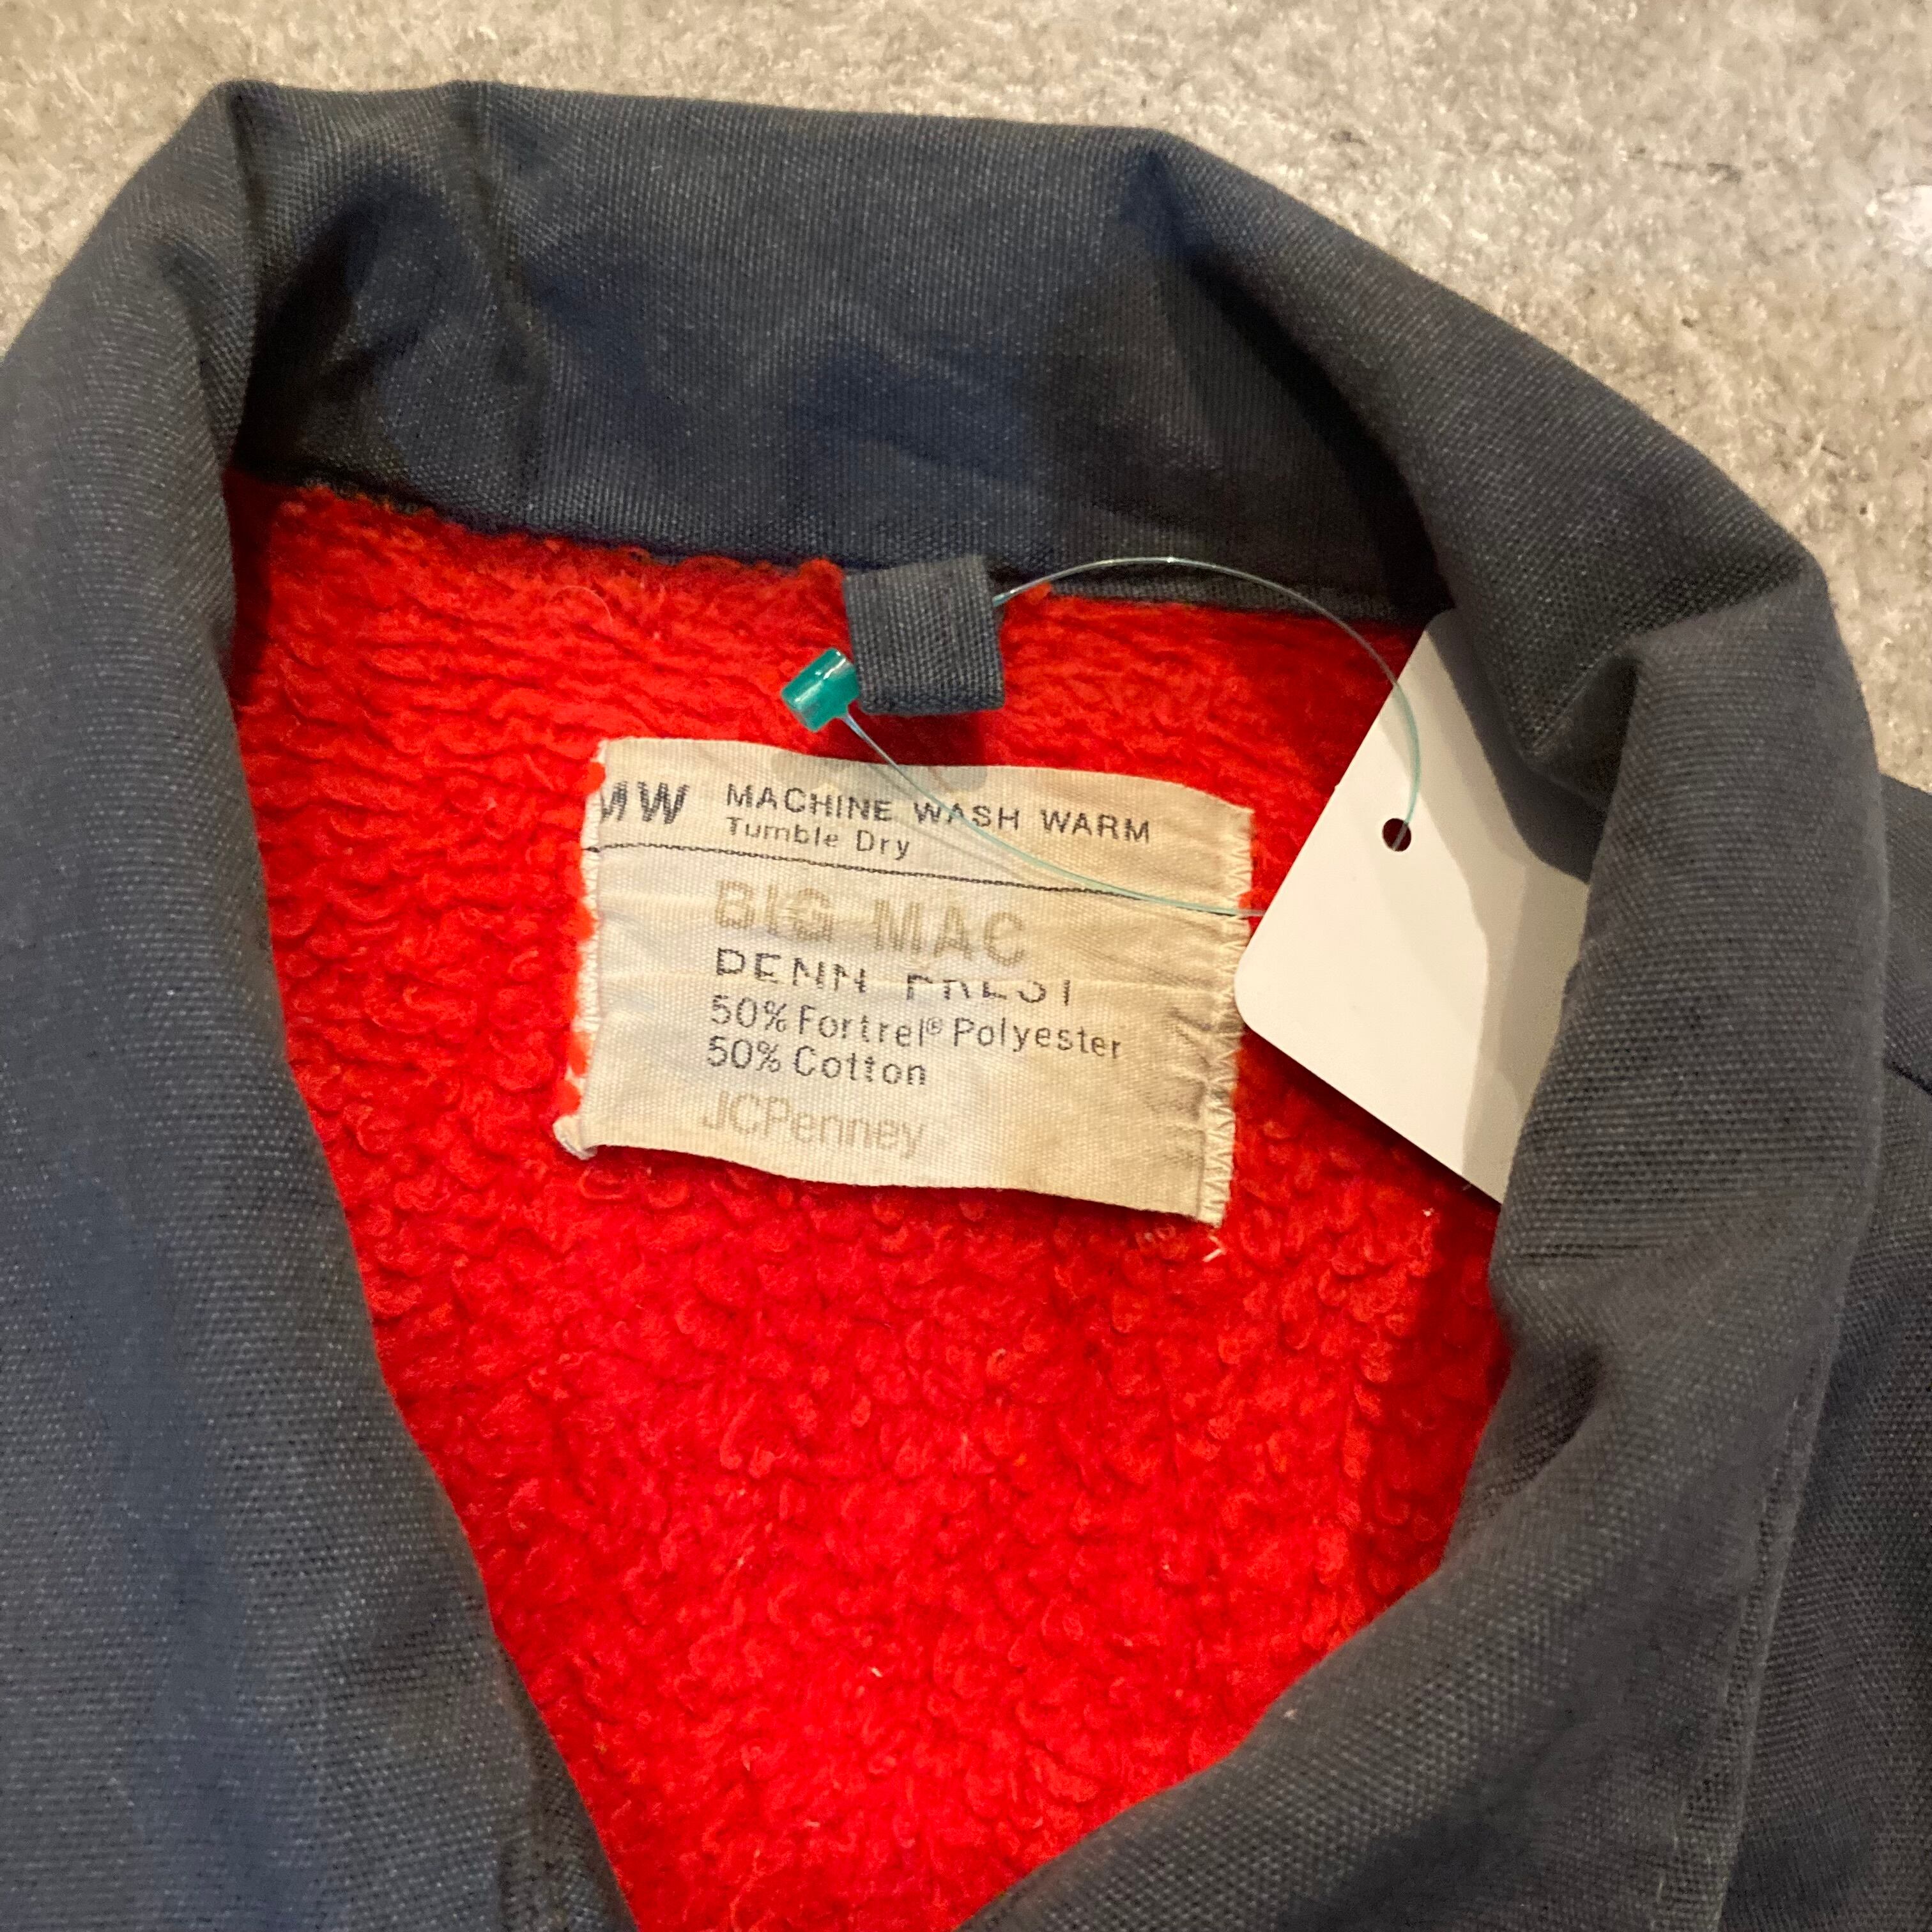 MW MACHINE WASH WARM
Tumble Dry
BIG MAC
PENN PREST
50% Fortrel® Polyester
50% Cotton
JCPenney